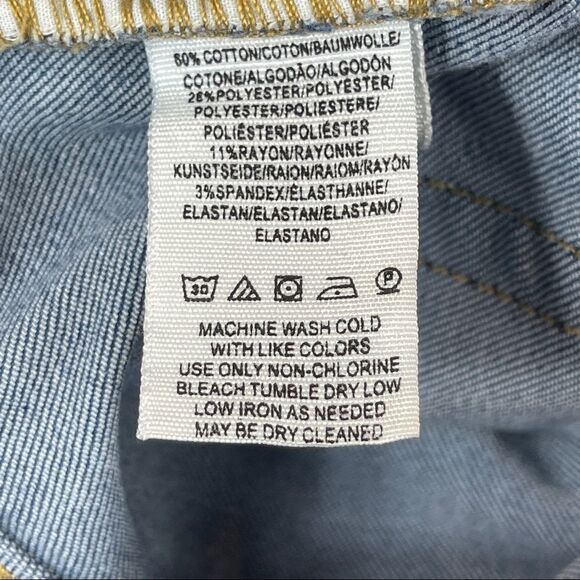 60% COTTON/COTON/BAUMWOLLE/
COTONE/ALGODÃO/ALGODÓN
26%POLYESTER/POLYESTER/
POLYESTER/POLIESTERE/
POLIÉSTER/POLIÉSTER
11%RAYON/RAYONNE/
KUNSTSEIDE/RAION/RAIOM/RAYÓN
3%SPANDEX/ÉLASTHANNE/
ELASTAN/ELASTAN/ELASTANO/
ELASTANO
30 P
MACHINE WASH COLD
WITH LIKE COLORS
USE ONLY NON-CHLORINE
BLEACH TUMBLE DRY LOW
LOW IRON AS NEEDED
MAY BE DRY CLEANED